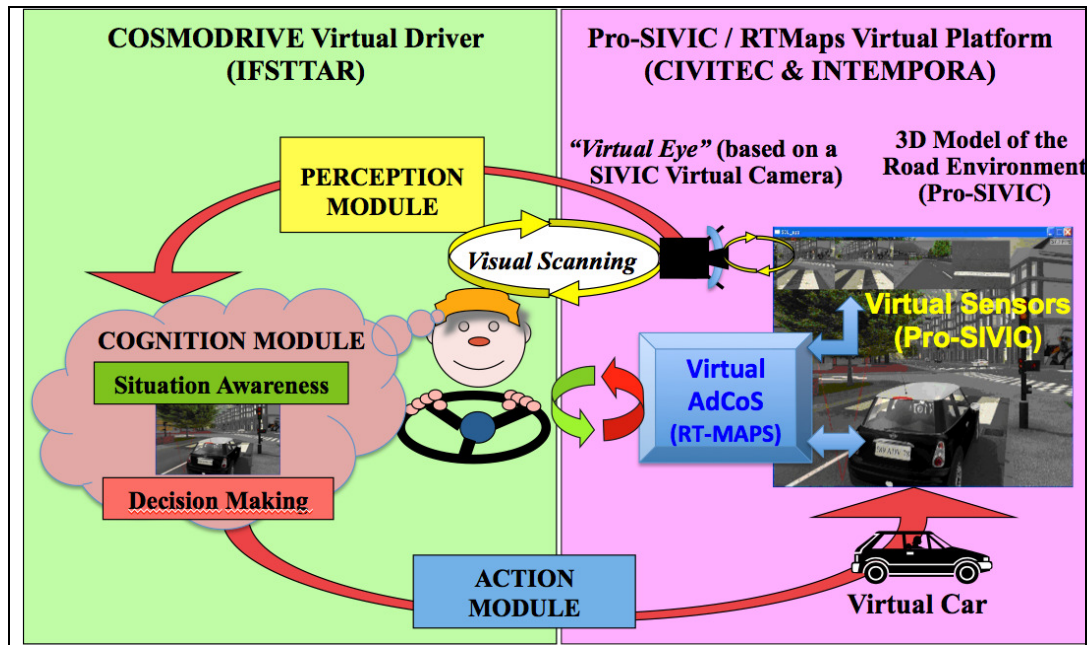 COSMODRIVE Virtual Driver
(IFSTTAR)
Pro-SIVIC / RTMaps Virtual Platform
(CIVITEC & INTEMPORA)
PERCEPTION
MODULE
“Virtual Eye” (based on a
SIVIC Virtual Camera)
3D Model of the
Road Environment
(Pro-SIVIC)
Visual Scanning
Virtual Sensors
(Pro-SIVIC)
COGNITION MODULE
Situation Awareness
Decision Making
Virtual
AdCoS
(RT-MAPS)
ACTION
MODULE
Virtual Car